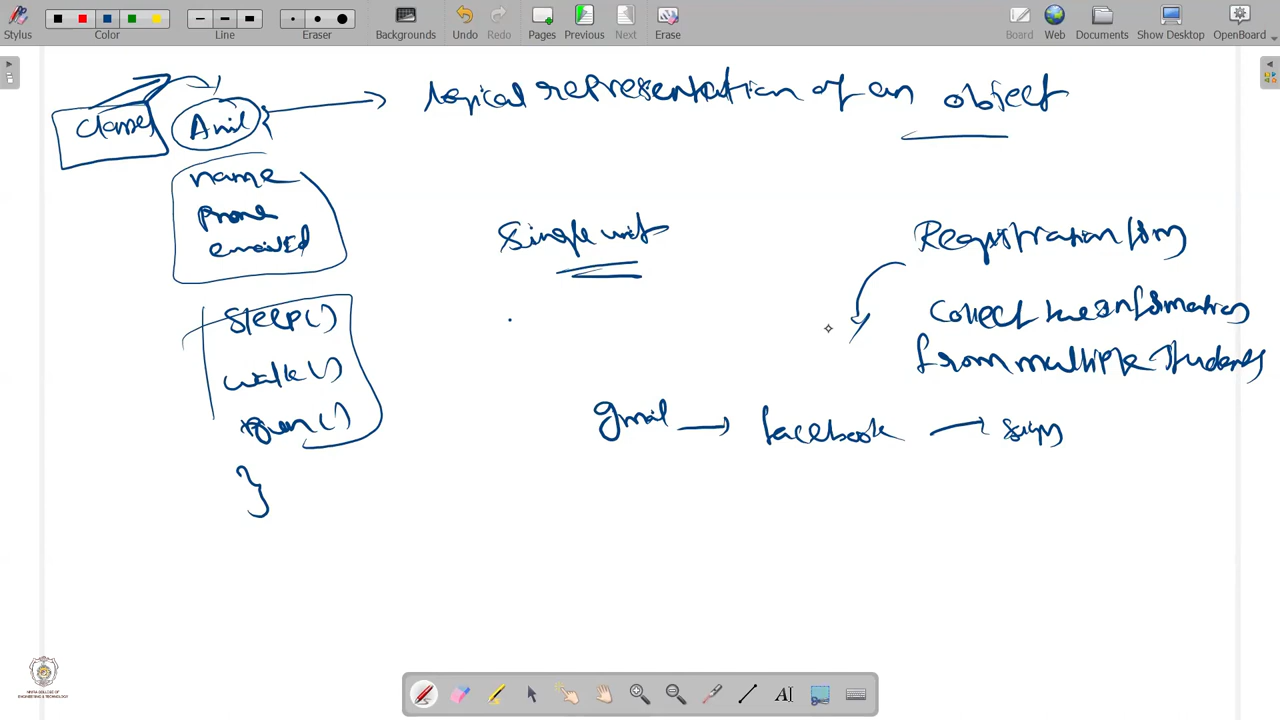 Stylus
Color
Line
Eraser
Backgrounds
Undo
Redo
Pages
Previous
Next
Erase
Board
Web
Documents
Show Desktop
OpenBoard
logical representation of an object
class
Anil {
name
phone
emailId
Single unit
Registration form
Collect the information
from multiple students
sleep()
walk()
run()
}
gmail → facebook → sign